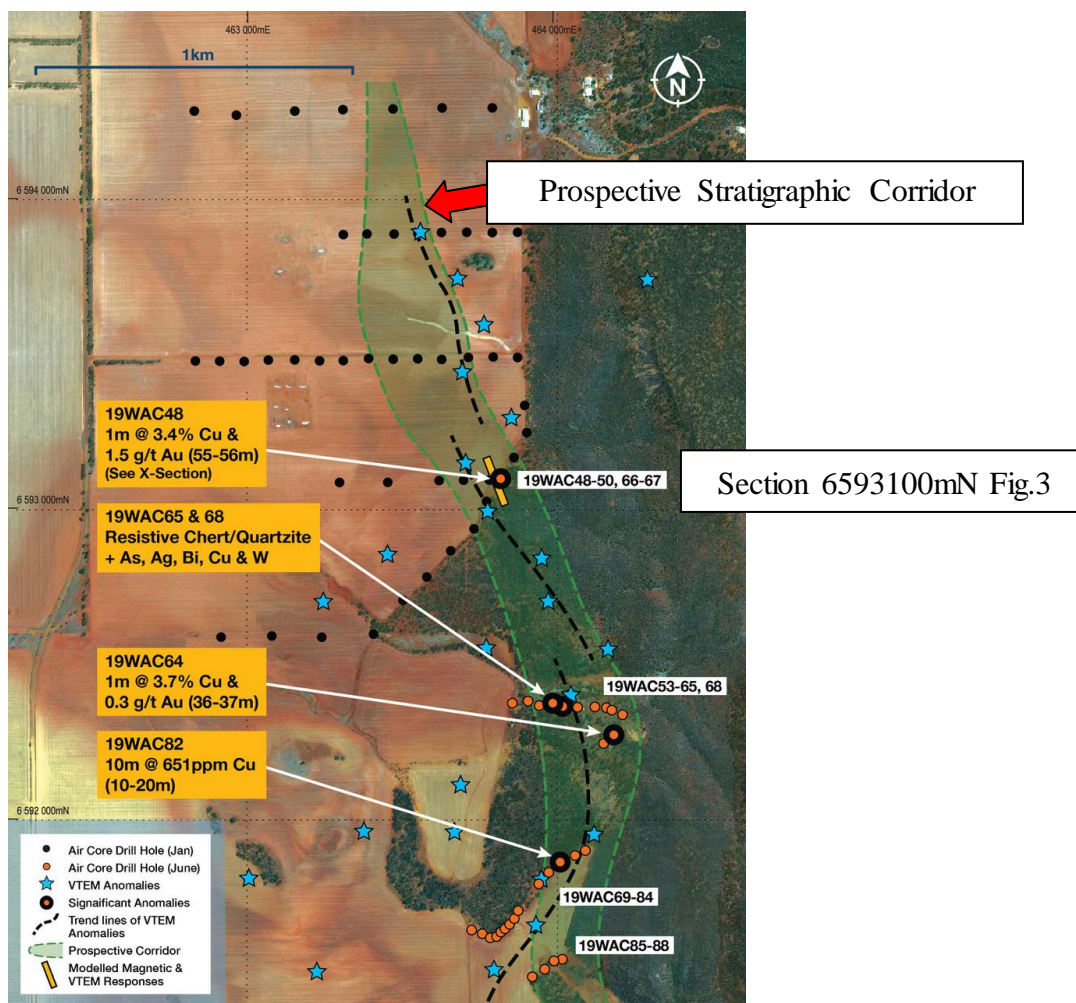 463 000mE
464 000mE
1km
N
6 594 000mN
Prospective Stratigraphic Corridor
19WAC48
1m @ 3.4% Cu &
1.5 g/t Au (55-56m)
(See X-Section)
19WAC48-50, 66-67
Section 6593100mN Fig.3
6 593 000mN
19WAC65 & 68
Resistive Chert/Quartzite
+ As, Ag, Bi, Cu & W
19WAC64
1m @ 3.7% Cu &
0.3 g/t Au (36-37m)
19WAC53-65, 68
19WAC82
10m @ 651ppm Cu
(10-20m)
6 592 000mN
19WAC69-84
19WAC85-88
Air Core Drill Hole (Jan)
Air Core Drill Hole (June)
VTEM Anomalies
Signaificant Anomalies
Trend lines of VTEM
Anomalies
Prospective Corridor
Modelled Magnetic &
VTEM Responses